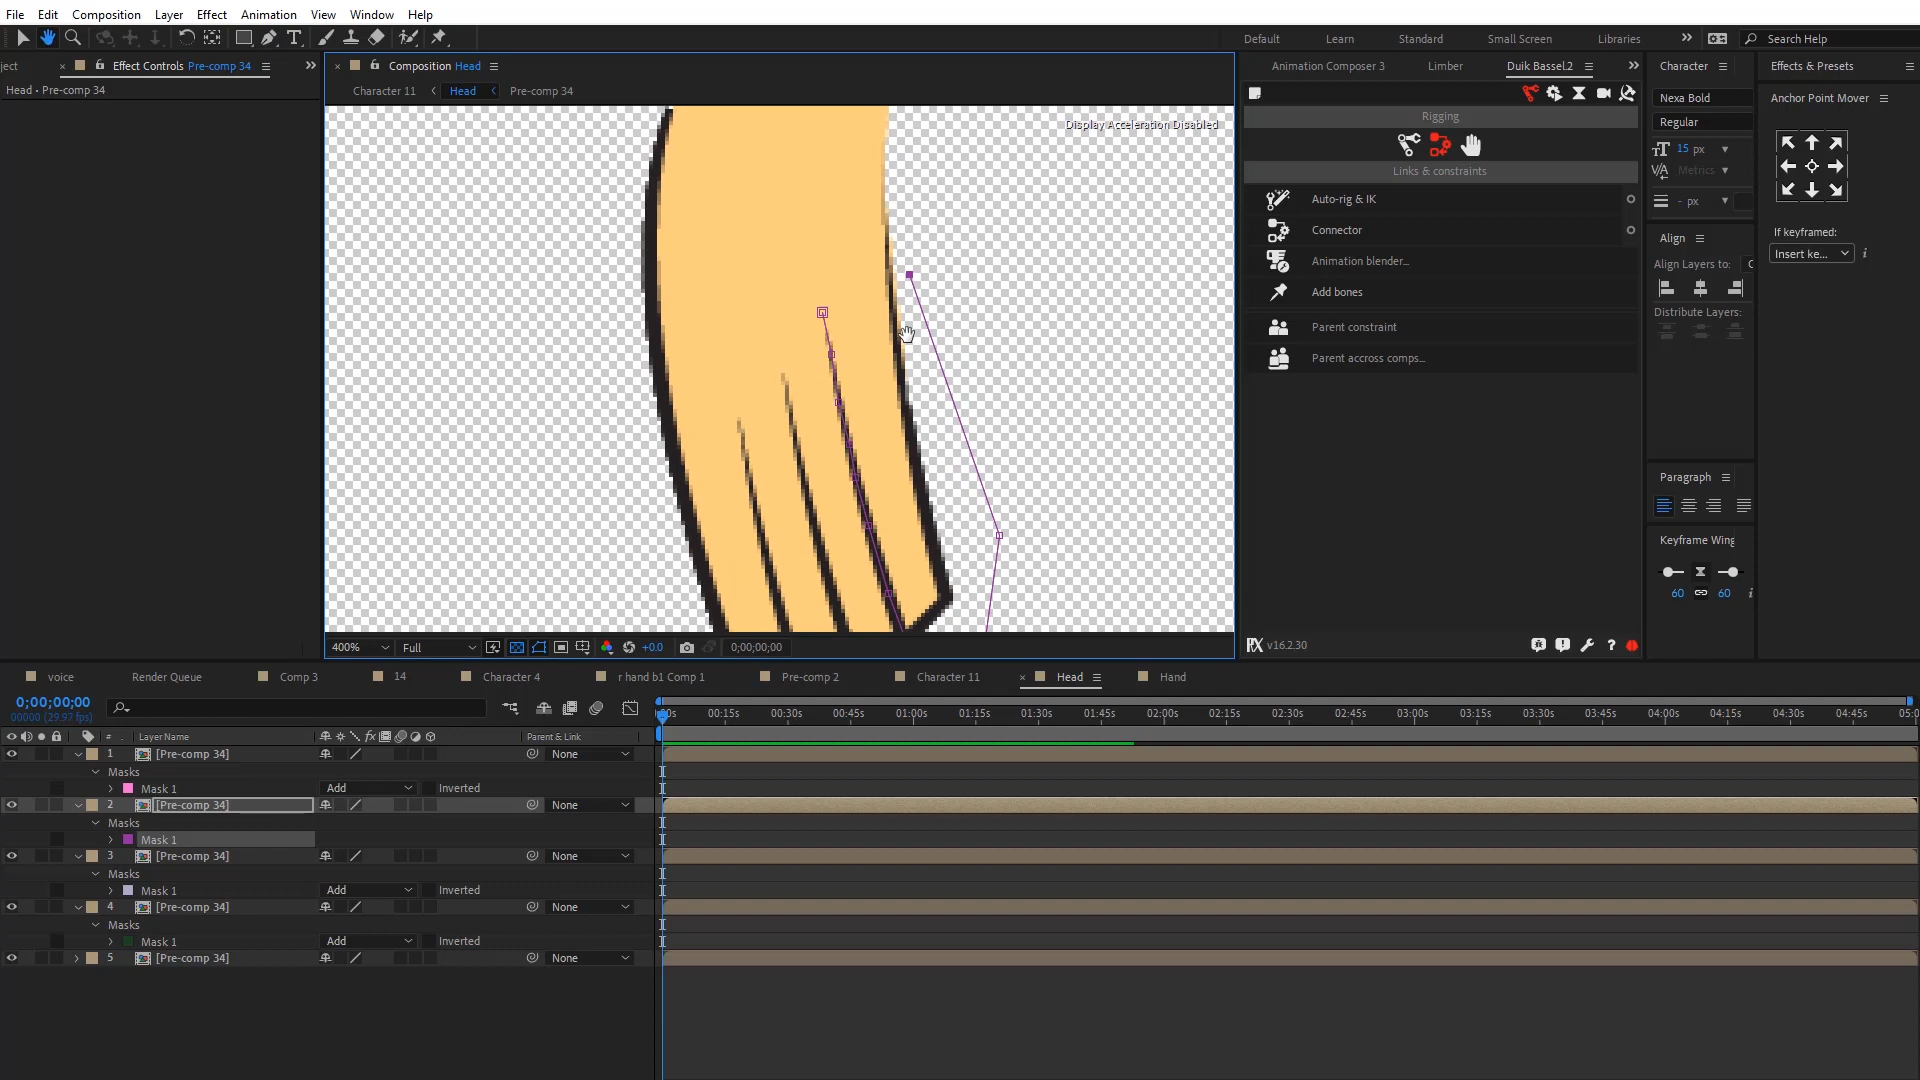 File Edit Composition Layer Effect Animation View Window Help
Default Learn Standard Small Screen Libraries Search Help
ject Effect Controls Pre-comp 34
Head • Pre-comp 34
Composition Head
Character 11 Head Pre-comp 34
Display Acceleration Disabled
400% Full +0.0 0;00;00;00
Animation Composer 3 Limber Duik Bassel.2
Rigging
Links & constraints
Auto-rig & IK
Connector
Animation blender...
Add bones
Parent constraint
Parent accross comps...
v16.2.30
Character
Nexa Bold
Regular
15 px
Metrics
- px
Align
Align Layers to:
Distribute Layers:
Paragraph
Keyframe Wing
60 60
Effects & Presets
Anchor Point Mover
If keyframed:
Insert ke...
voice Render Queue Comp 3 14 Character 4 r hand b1 Comp 1 Pre-comp 2 Character 11 Head Hand
0;00;00;00
00000 (29.97 fps)
00s 00:15s 00:30s 00:45s 01:00s 01:15s 01:30s 01:45s 02:00s 02:15s 02:30s 02:45s 03:00s 03:15s 03:30s 03:45s 04:00s 04:15s 04:30s 04:45s 05:0
# Layer Name fx Parent & Link
1 [Pre-comp 34] None
Masks
Mask 1 Add Inverted
2 [Pre-comp 34] None
Masks
Mask 1
3 [Pre-comp 34] None
Masks
Mask 1 Add Inverted
4 [Pre-comp 34] None
Masks
Mask 1 Add Inverted
5 [Pre-comp 34] None